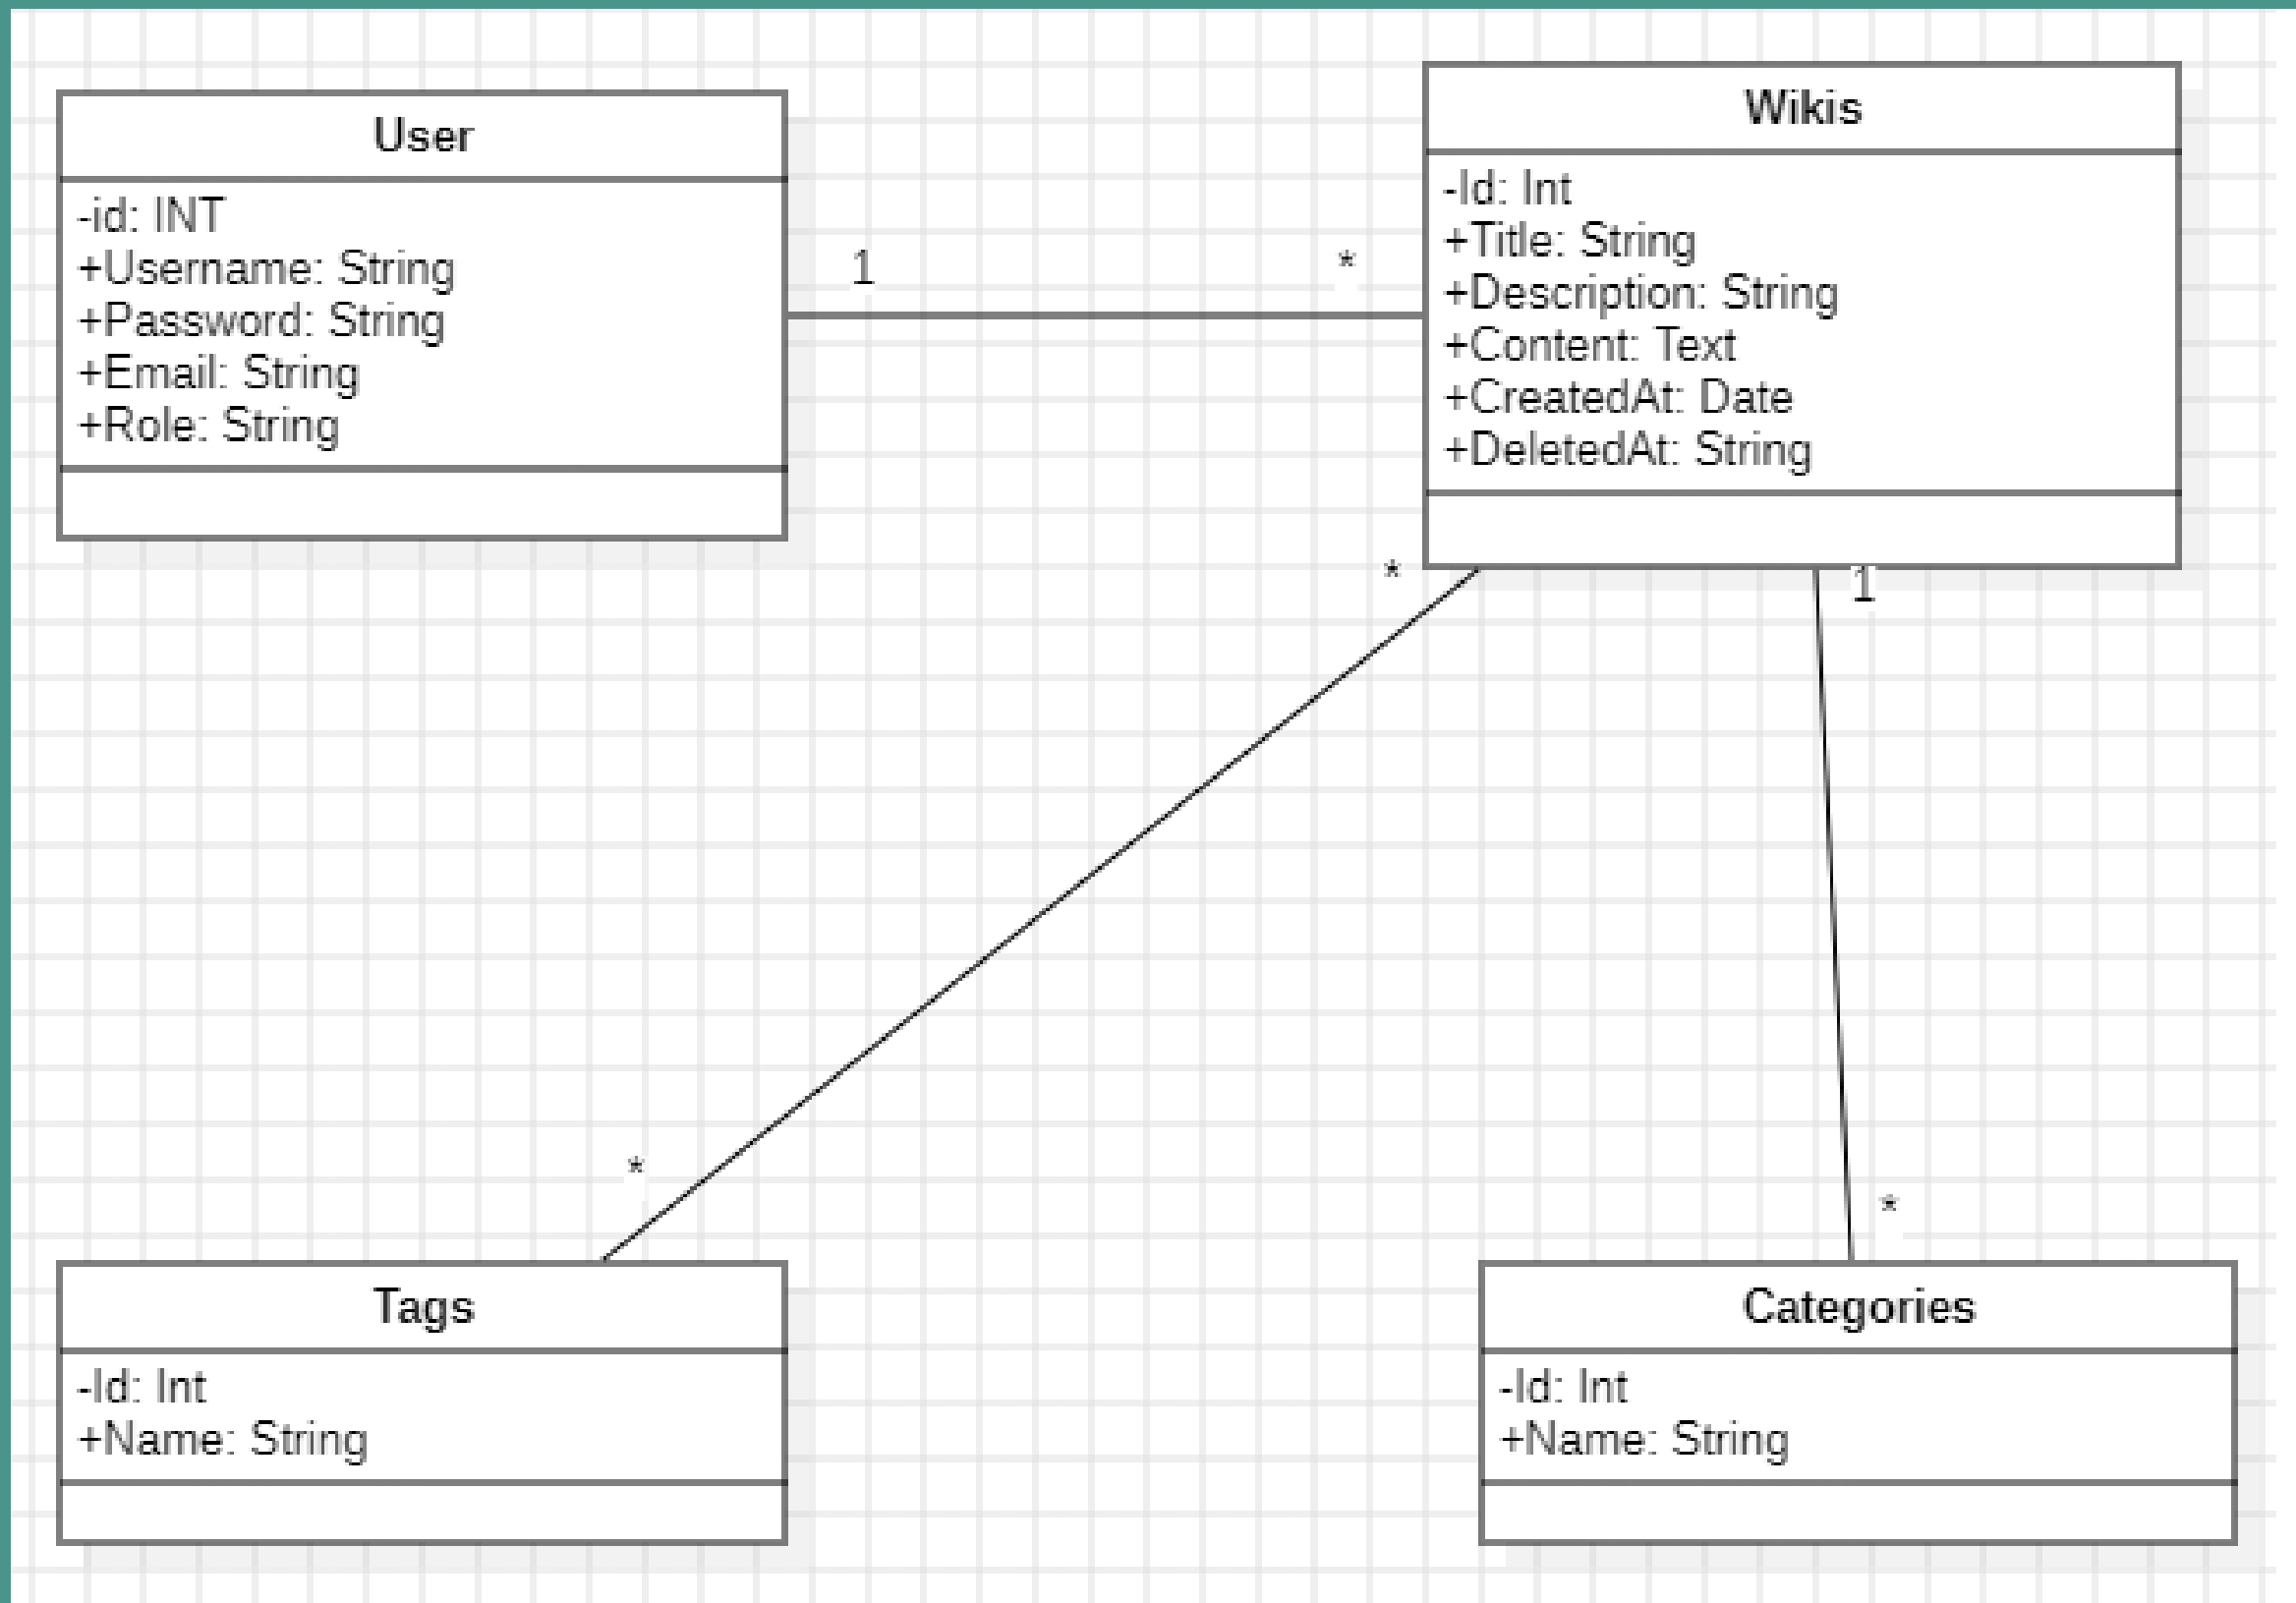 User
-id: INT
+Username: String
+Password: String
+Email: String
+Role: String
1
*
Wikis
-Id: Int
+Title: String
+Description: String
+Content: Text
+CreatedAt: Date
+DeletedAt: String
*
1
*
*
Tags
-Id: Int
+Name: String
Categories
-Id: Int
+Name: String